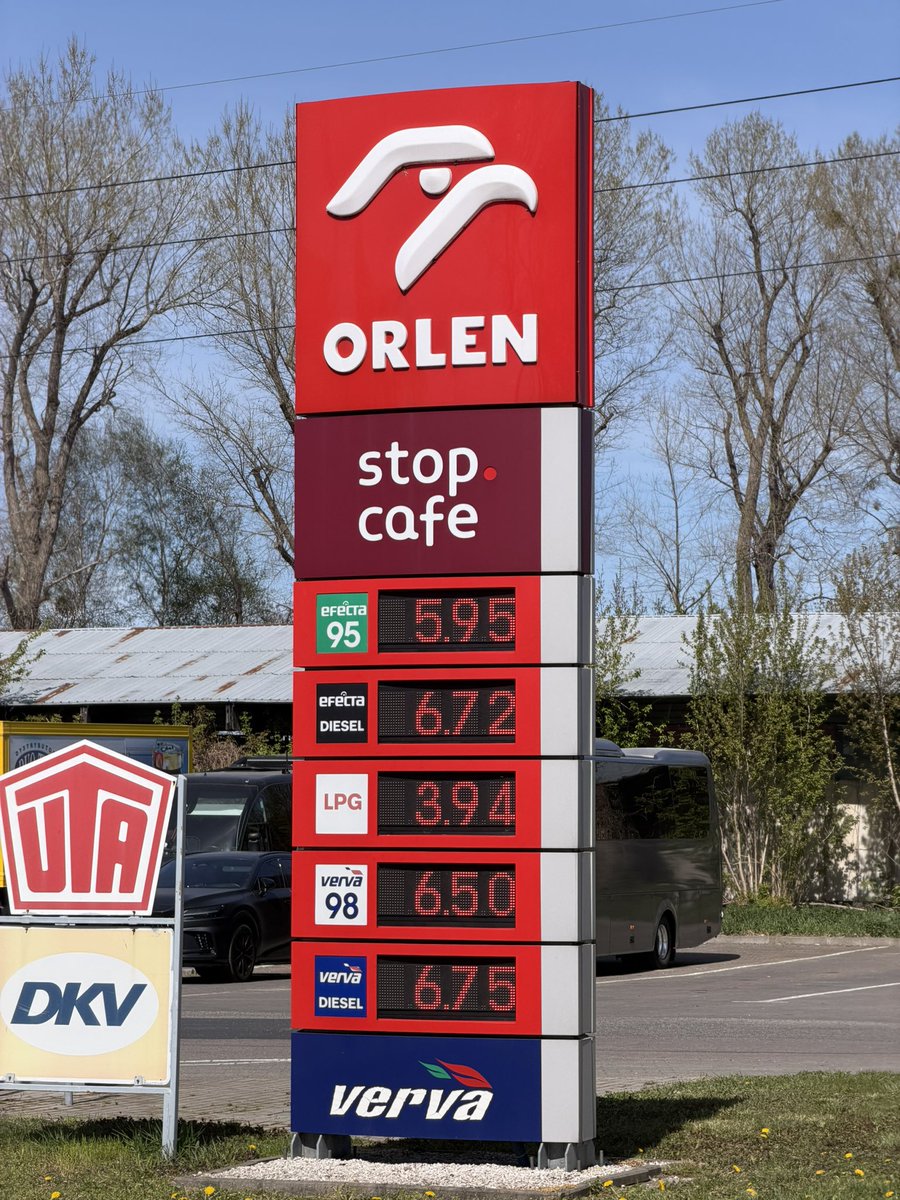 ORLEN
stop.
cafe
efecta
95
5.95
efecta
DIESEL
6.72
LPG
3.94
verva
98
6.50
verva
DIESEL
6.75
verva
UTA
DKV